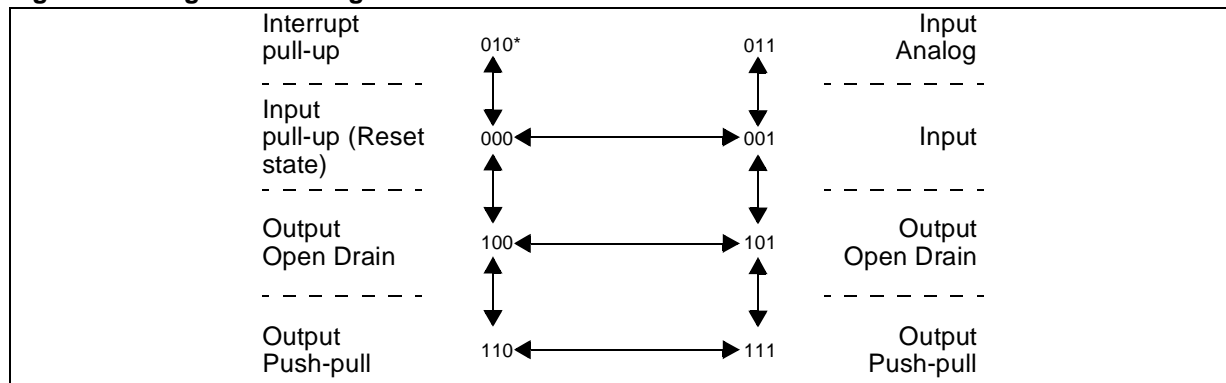 Interrupt
pull-up
010*
011
Input
Analog
Input
pull-up (Reset
state)
000
001
Input
Output
Open Drain
100
101
Output
Open Drain
Output
Push-pull
110
111
Output
Push-pull